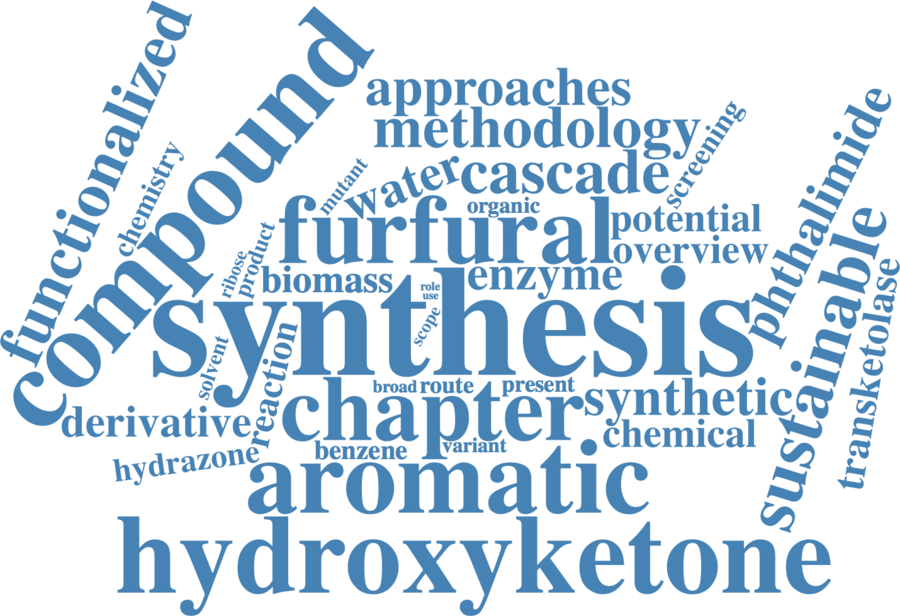 functionalized
compound
chemistry
approaches
methodology
screening
mutant
water
cascade
organic
furfural
potential
overview
phthalimide
sustainable
transketolase
ribose
product
biomass
role
use
enzyme
synthesis
scope
solvent
reaction
broad
route
present
chapter
synthetic
derivative
chemical
hydrazone
benzene
variant
aromatic
hydroxyketone